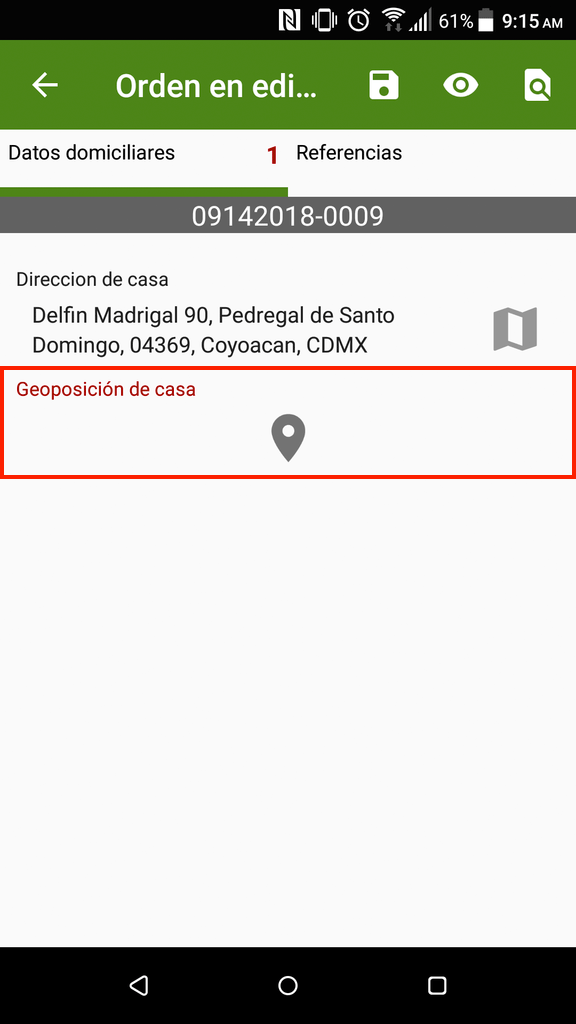 61% 9:15 AM
Orden en edi...
Datos domiciliares 1 Referencias
09142018-0009
Direccion de casa
Delfin Madrigal 90, Pedregal de Santo
Domingo, 04369, Coyoacan, CDMX
Geoposición de casa